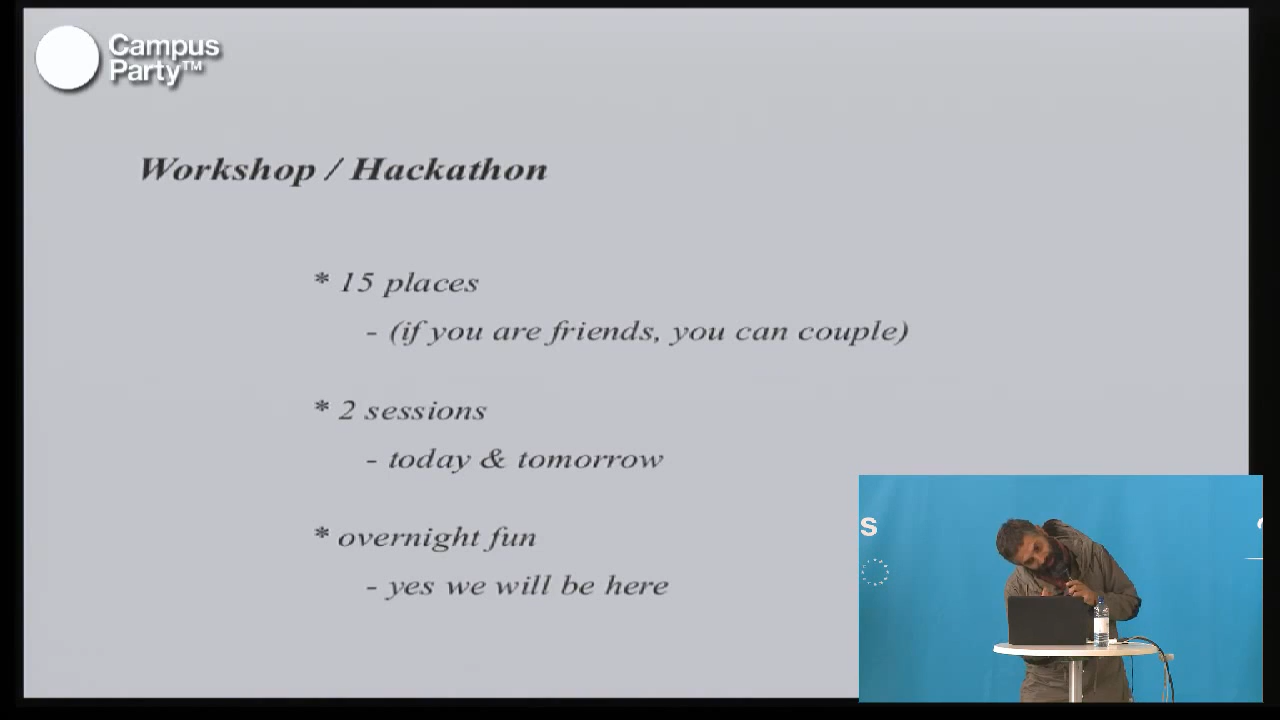 Campus
Party™
Workshop / Hackathon
* 15 places
- (if you are friends, you can couple)
* 2 sessions
- today & tomorrow
* overnight fun
- yes we will be here
s